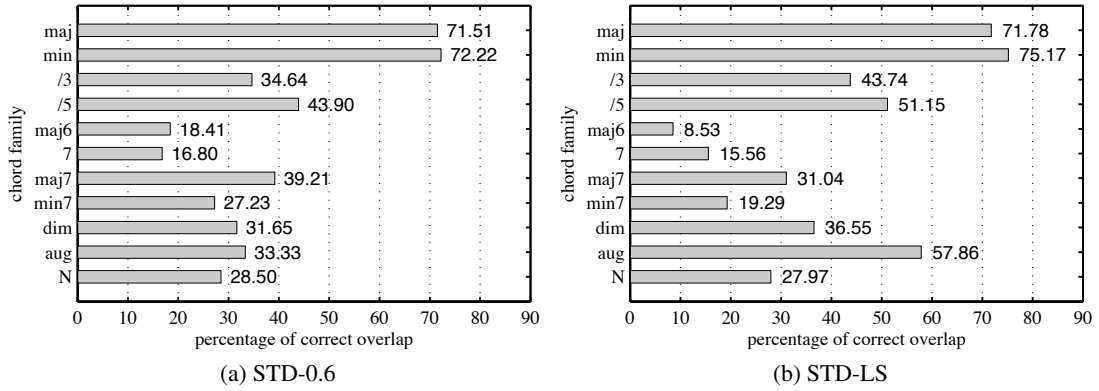 maj 71.51
min 72.22
/3 34.64
/5 43.90
maj6 18.41
7 16.80
maj7 39.21
min7 27.23
dim 31.65
aug 33.33
N 28.50
chord family
0 10 20 30 40 50 60 70 80 90
percentage of correct overlap
(a) STD-0.6
maj 71.78
min 75.17
/3 43.74
/5 51.15
maj6 8.53
7 15.56
maj7 31.04
min7 19.29
dim 36.55
aug 57.86
N 27.97
chord family
0 10 20 30 40 50 60 70 80 90
percentage of correct overlap
(b) STD-LS